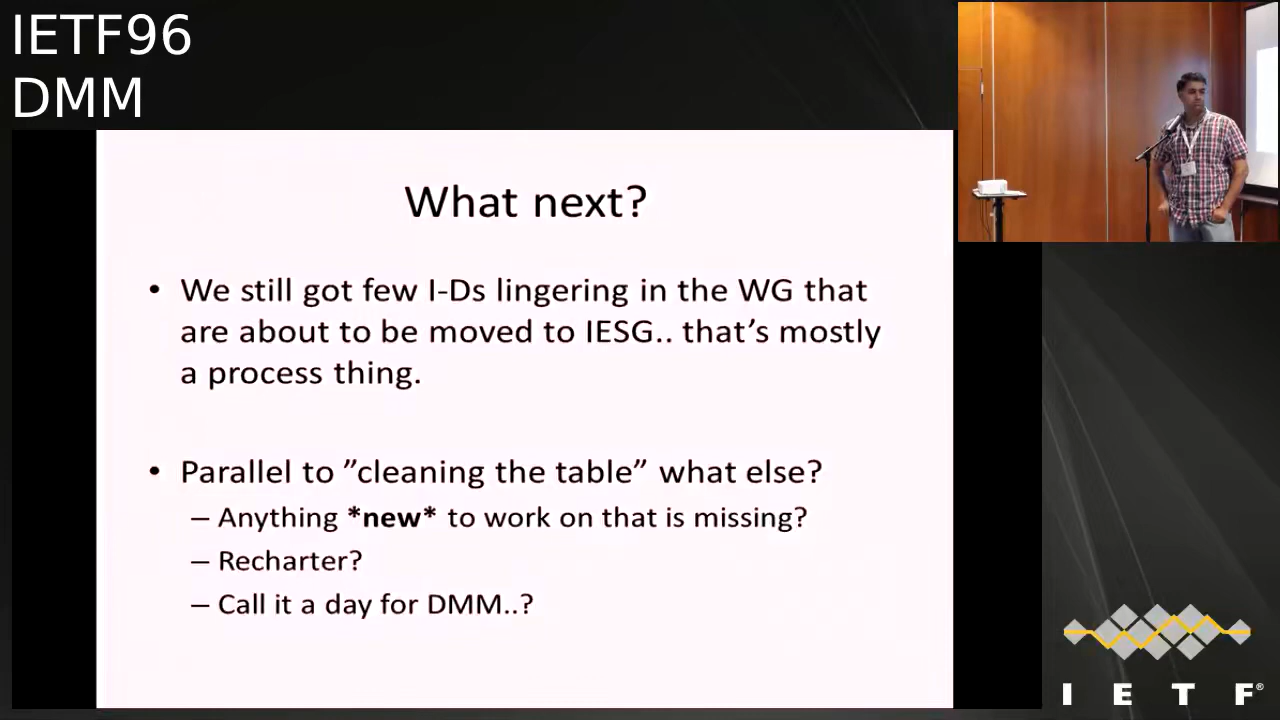 IETF96
DMM
What next?
• We still got few I-Ds lingering in the WG that
are about to be moved to IESG.. that's mostly
a process thing.
• Parallel to ”cleaning the table” what else?
– Anything *new* to work on that is missing?
– Recharter?
– Call it a day for DMM..?
I E T F®